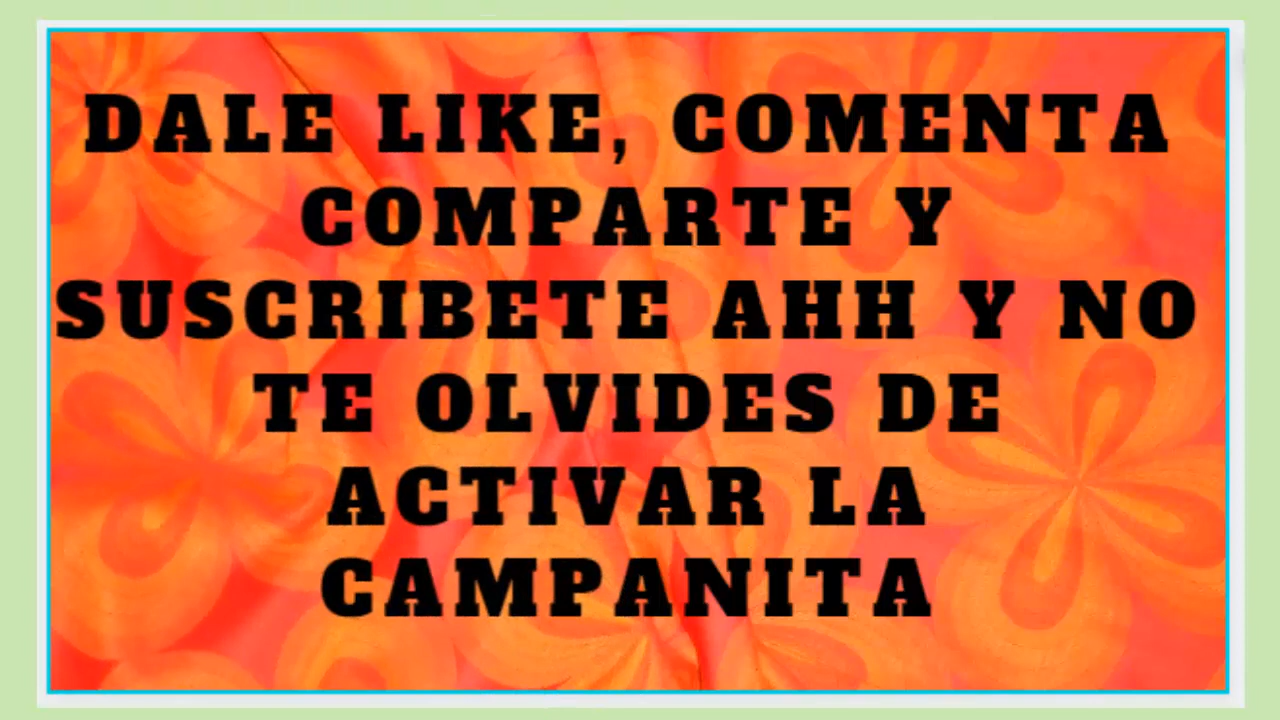 DALE LIKE, COMENTA
COMPARTE Y
SUSCRIBETE AHH Y NO
TE OLVIDES DE
ACTIVAR LA
CAMPANITA